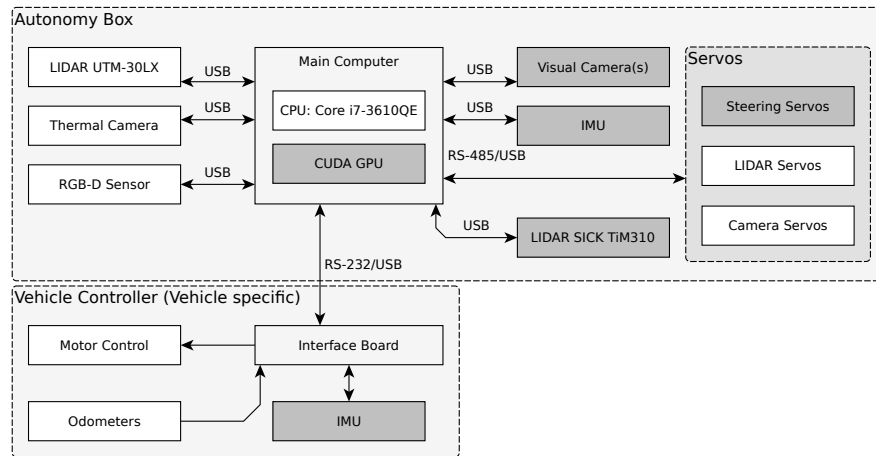 Autonomy Box
LIDAR UTM-30LX
USB
Thermal Camera
USB
RGB-D Sensor
USB
Main Computer
CPU: Core i7-3610QE
CUDA GPU
USB
Visual Camera(s)
USB
IMU
RS-485/USB
USB
LIDAR SICK TiM310
Servos
Steering Servos
LIDAR Servos
Camera Servos
RS-232/USB
Vehicle Controller (Vehicle specific)
Motor Control
Interface Board
Odometers
IMU